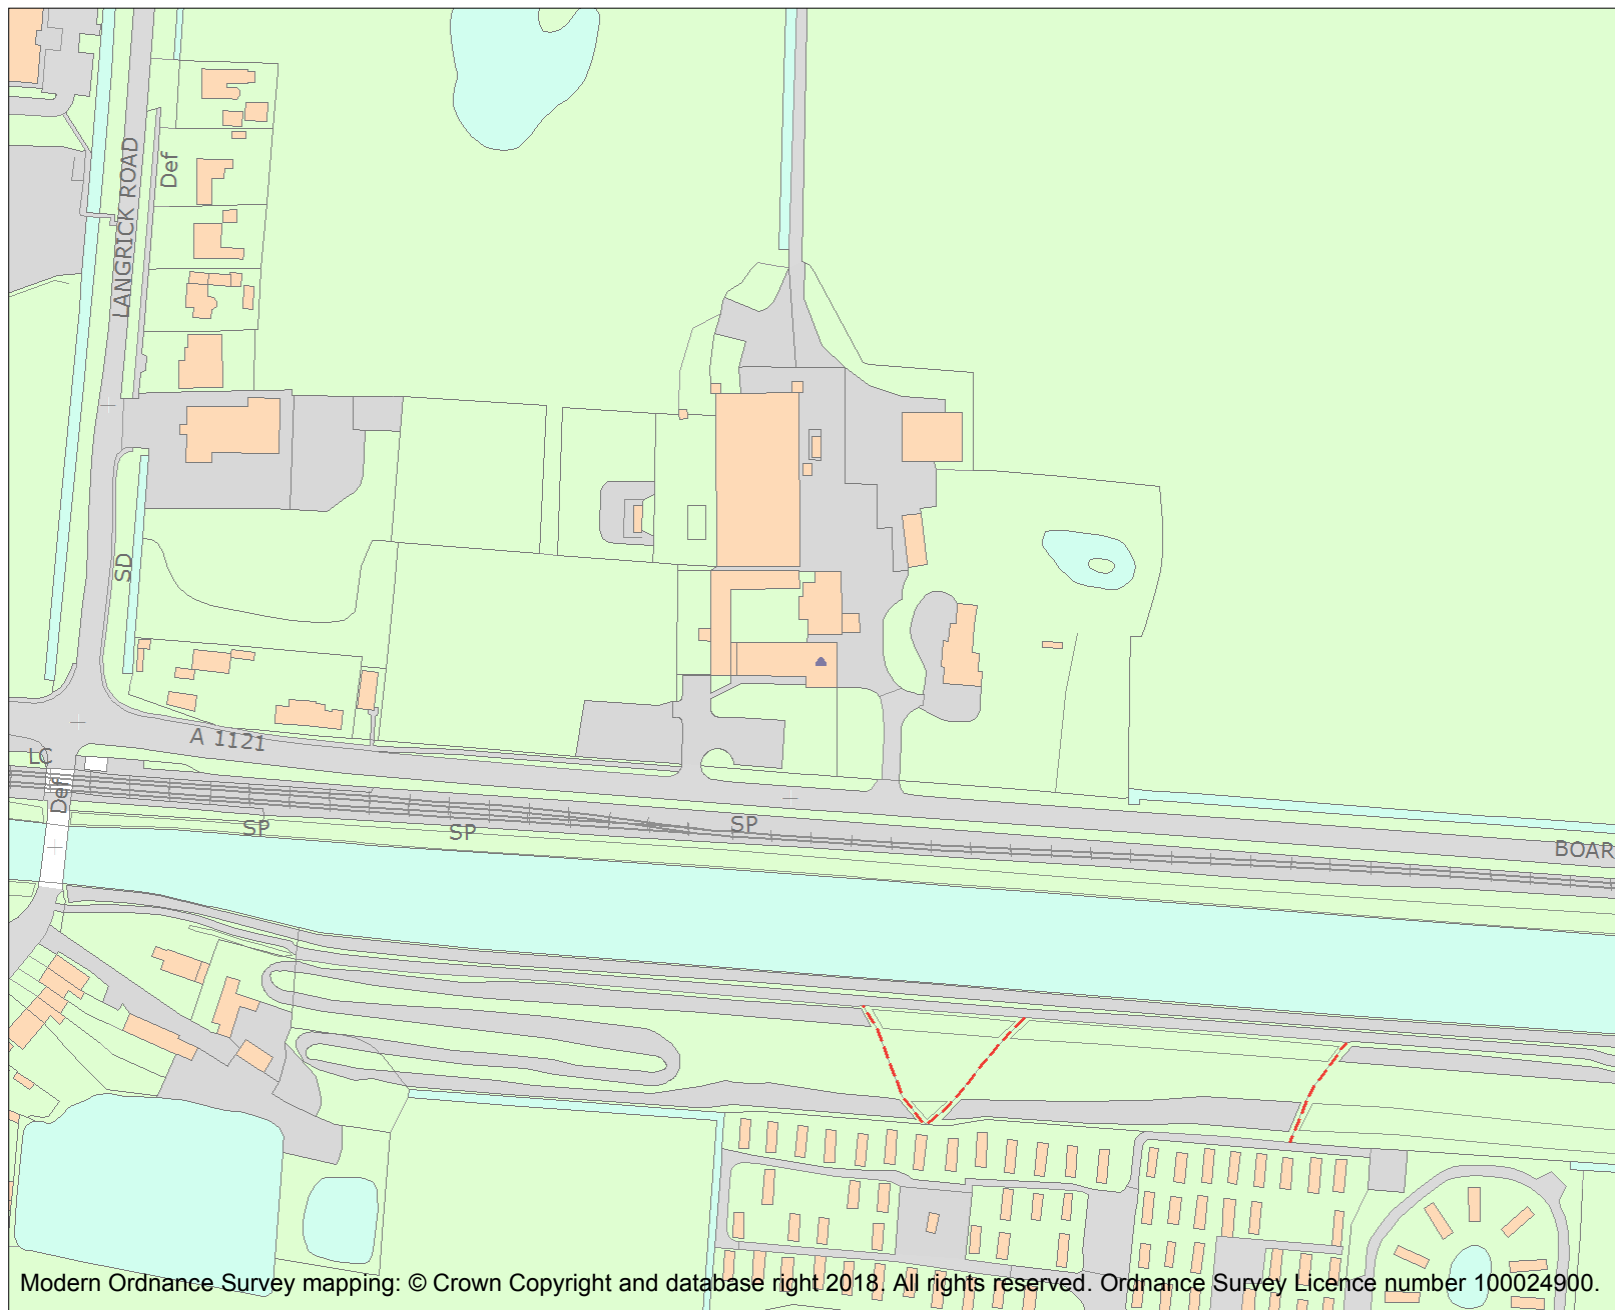 LANGRICK ROAD
Def
SD
A 1121
LC
Def
SP
SP
SP
BOAR
Modern Ordnance Survey mapping: © Crown Copyright and database right 2018. All rights reserved. Ordnance Survey Licence number 100024900.